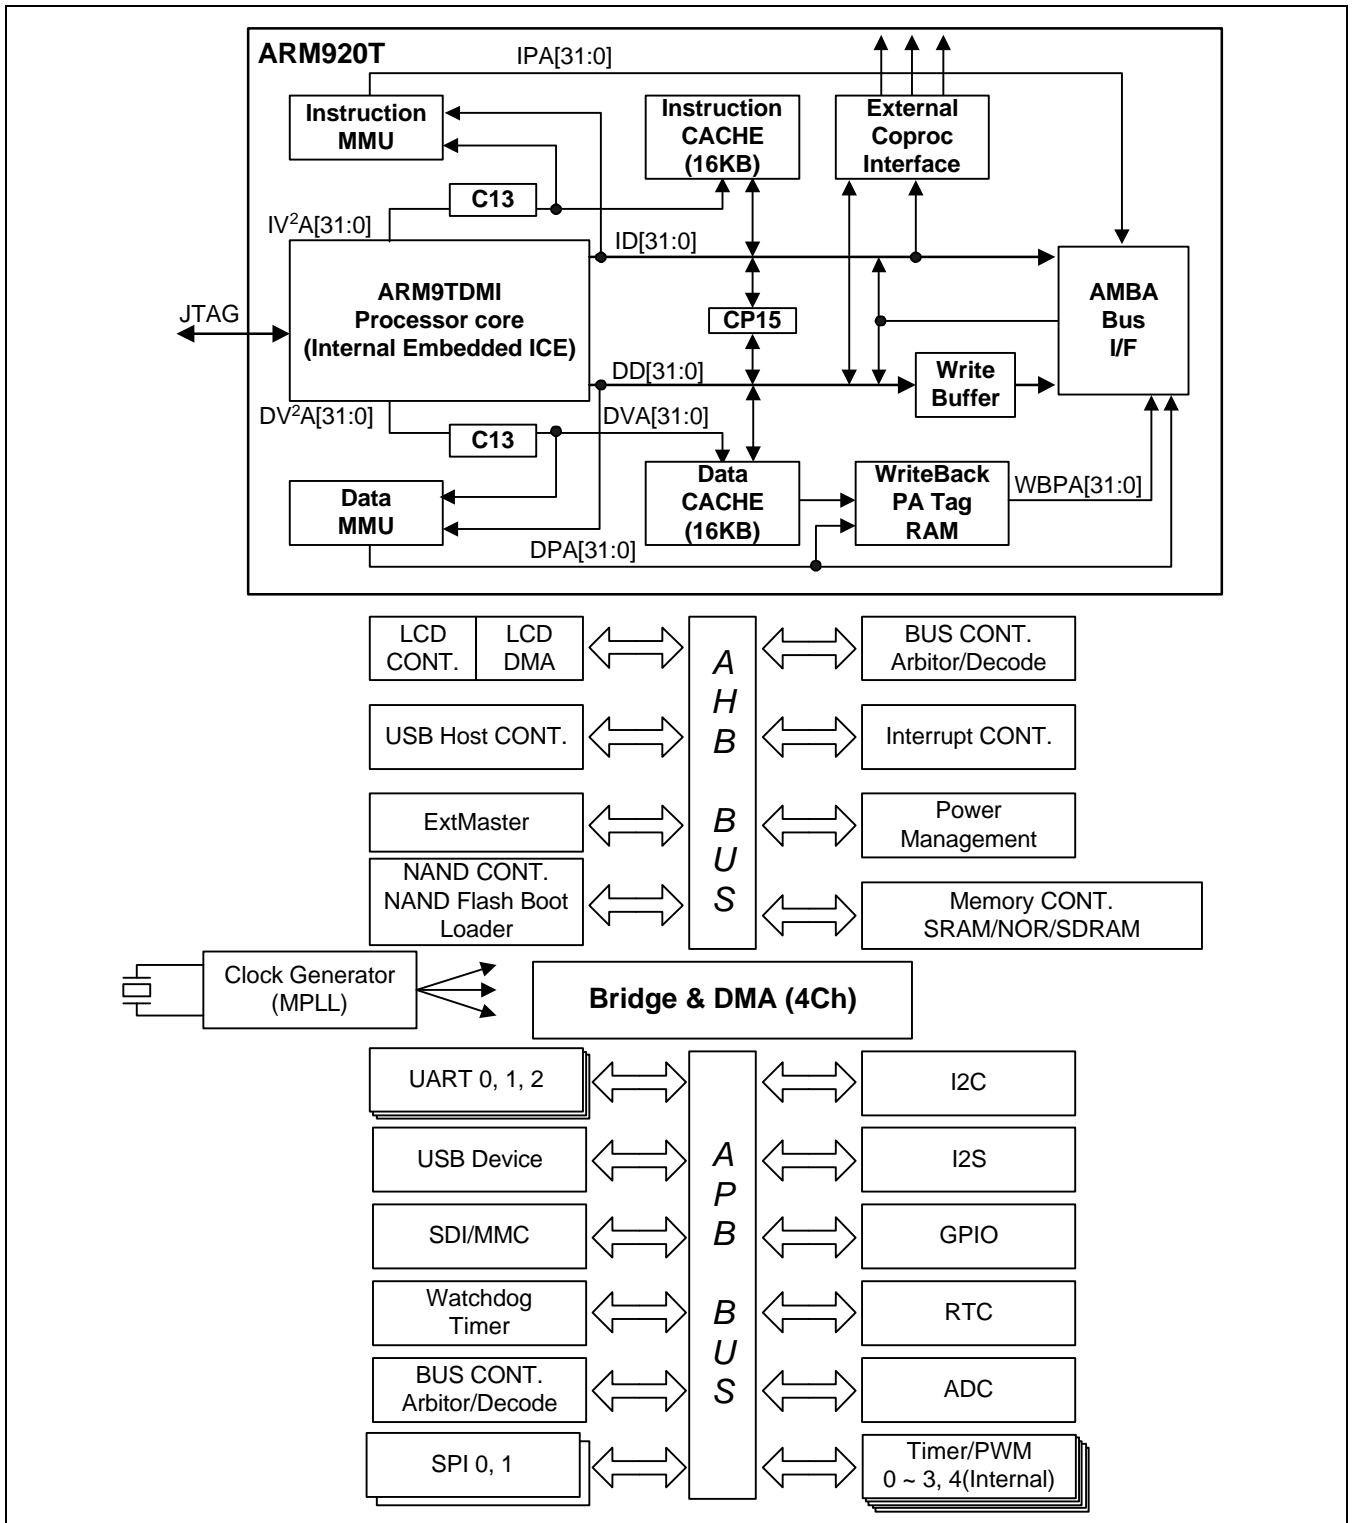 ARM920T
IPA[31:0]
Instruction
MMU
Instruction
CACHE
(16KB)
External
Coproc
Interface
C13
IV²A[31:0]
ID[31:0]
ARM9TDMI
Processor core
(Internal Embedded ICE)
JTAG
CP15
AMBA
Bus
I/F
DD[31:0]
Write
Buffer
DV²A[31:0]
C13
DVA[31:0]
Data
MMU
Data
CACHE
(16KB)
WriteBack
PA Tag
RAM
WBPA[31:0]
DPA[31:0]
LCD
CONT.
LCD
DMA
BUS CONT.
Arbitor/Decode
USB Host CONT.
Interrupt CONT.
ExtMaster
Power
Management
NAND CONT.
NAND Flash Boot
Loader
Memory CONT.
SRAM/NOR/SDRAM
A
H
B
B
U
S
Clock Generator
(MPLL)
Bridge & DMA (4Ch)
UART 0, 1, 2
I2C
USB Device
I2S
SDI/MMC
GPIO
Watchdog
Timer
RTC
BUS CONT.
Arbitor/Decode
ADC
SPI 0, 1
Timer/PWM
0 ~ 3, 4(Internal)
A
P
B
B
U
S